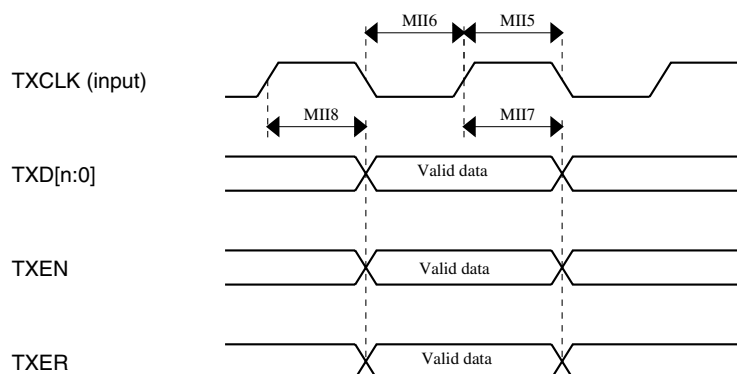 MII6 MII5
TXCLK (input)
MII8 MII7
TXD[n:0] Valid data
TXEN Valid data
TXER Valid data